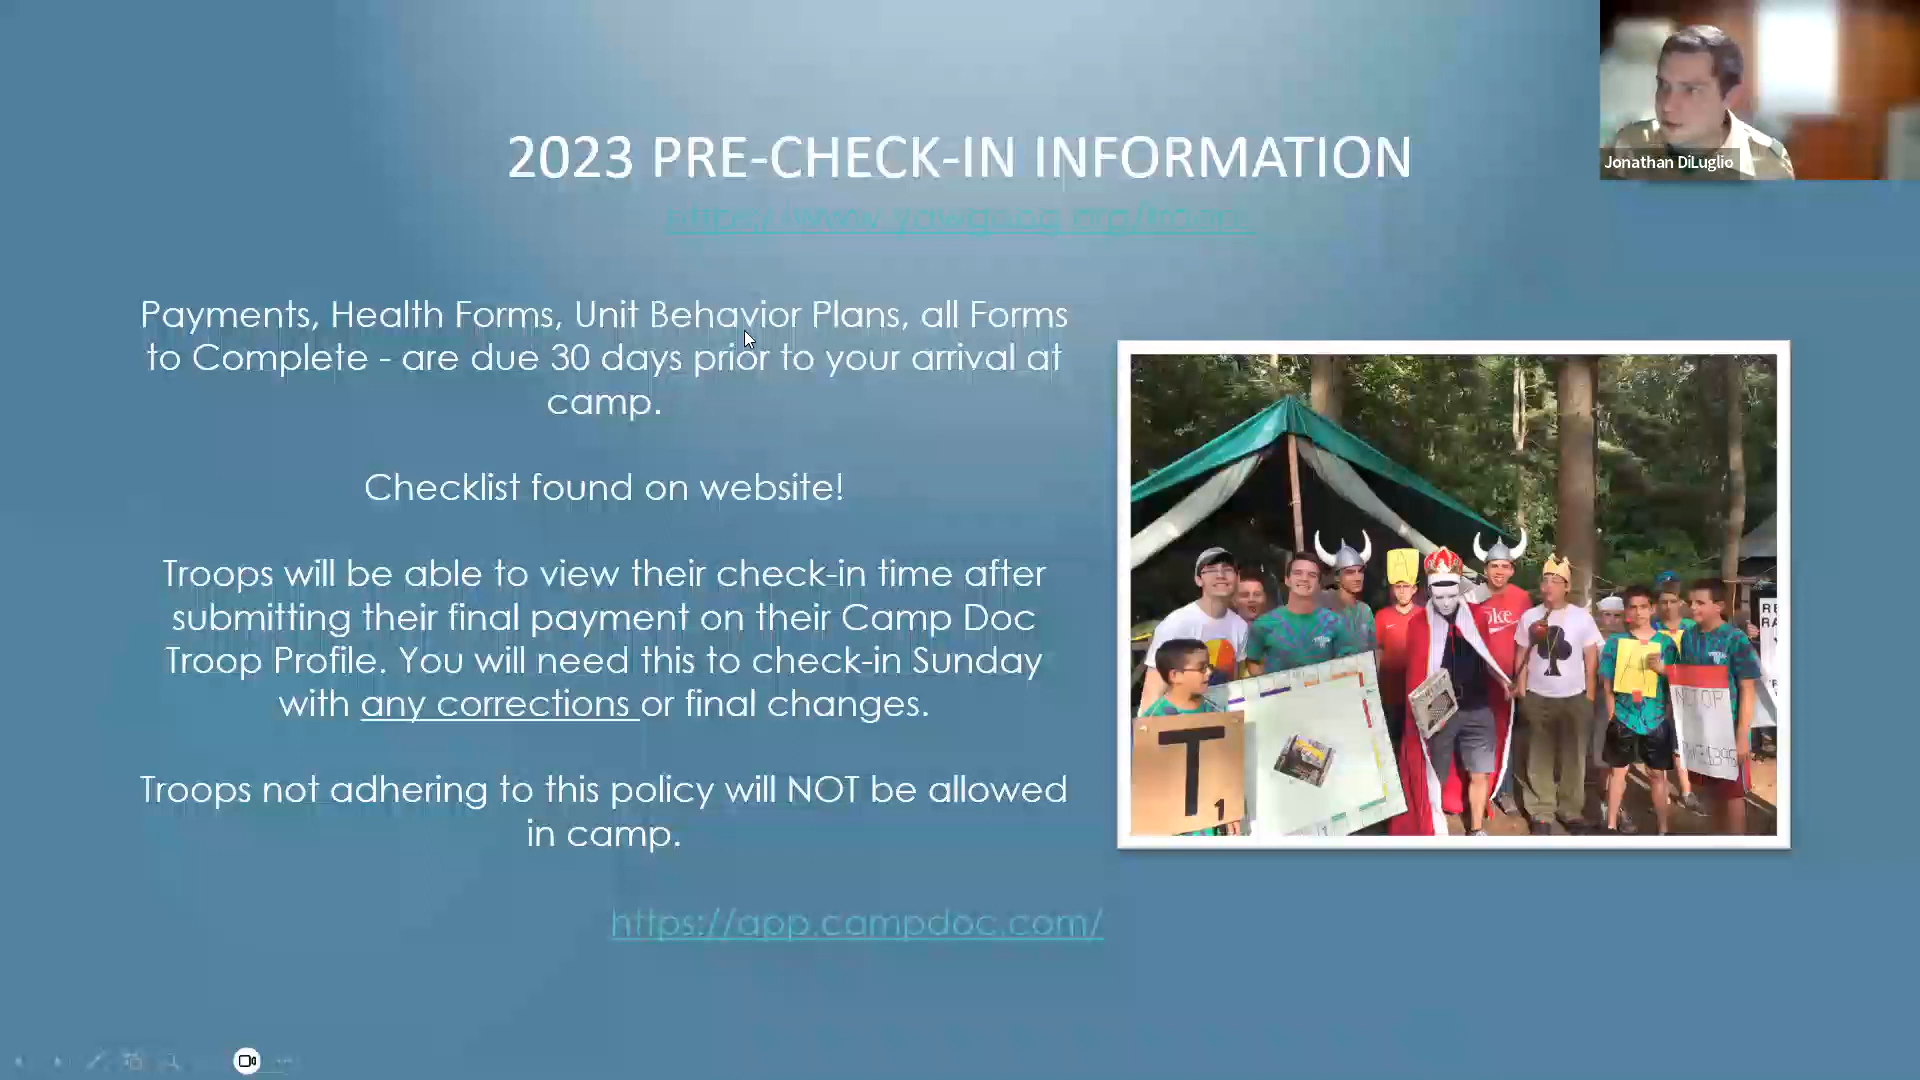 2023 PRE-CHECK-IN INFORMATION
Jonathan DiLuglio
Payments, Health Forms, Unit Behavior Plans, all Forms
to Complete - are due 30 days prior to your arrival at
camp.
Checklist found on website!
Troops will be able to view their check-in time after
submitting their final payment on their Camp Doc
Troop Profile. You will need this to check-in Sunday
with any corrections or final changes.
Troops not adhering to this policy will NOT be allowed
in camp.
https://app.campdoc.com/
T
1
A
NOT OF